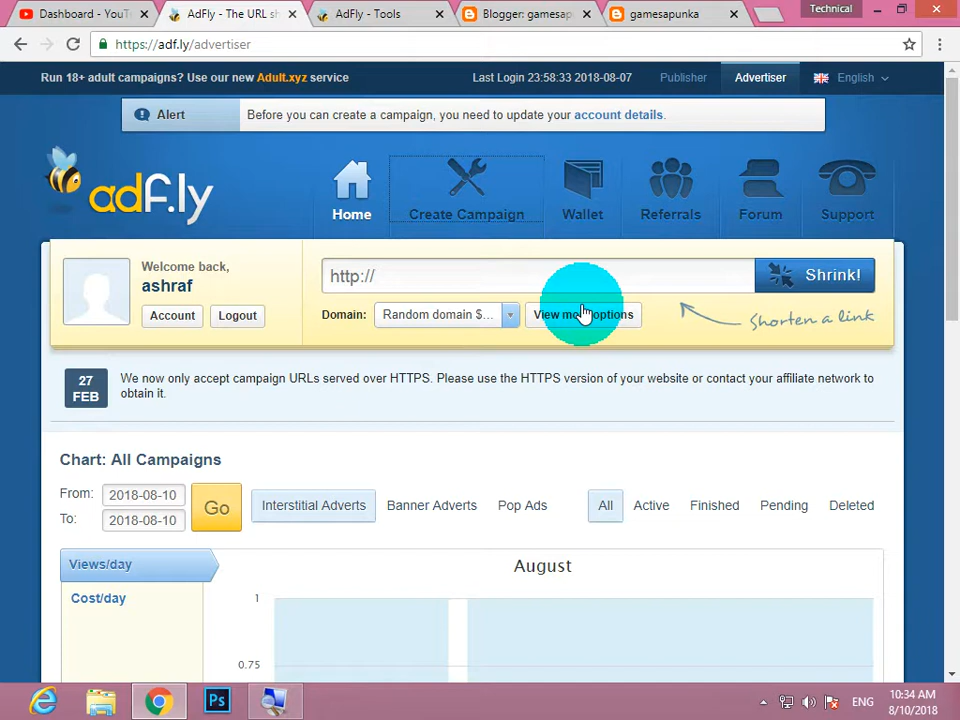 Dashboard - YouT
AdFly - The URL sh
AdFly - Tools
Blogger: gamesap
gamesapunka
Technical
https://adf.ly/advertiser
Run 18+ adult campaigns? Use our new Adult.xyz service
Last Login 23:58:33 2018-08-07
Publisher
Advertiser
English
Alert
Before you can create a campaign, you need to update your account details.
adf.ly
Home
Create Campaign
Wallet
Referrals
Forum
Support
Welcome back,
ashraf
Account
Logout
http://
Shrink!
Domain:
Random domain $...
View more options
Shorten a link
27
FEB
We now only accept campaign URLs served over HTTPS. Please use the HTTPS version of your website or contact your affiliate network to
obtain it.
Chart: All Campaigns
From:
2018-08-10
To:
2018-08-10
Go
Interstitial Adverts
Banner Adverts
Pop Ads
All
Active
Finished
Pending
Deleted
Views/day
Cost/day
August
1
0.75
Ps
ENG
10:34 AM
8/10/2018